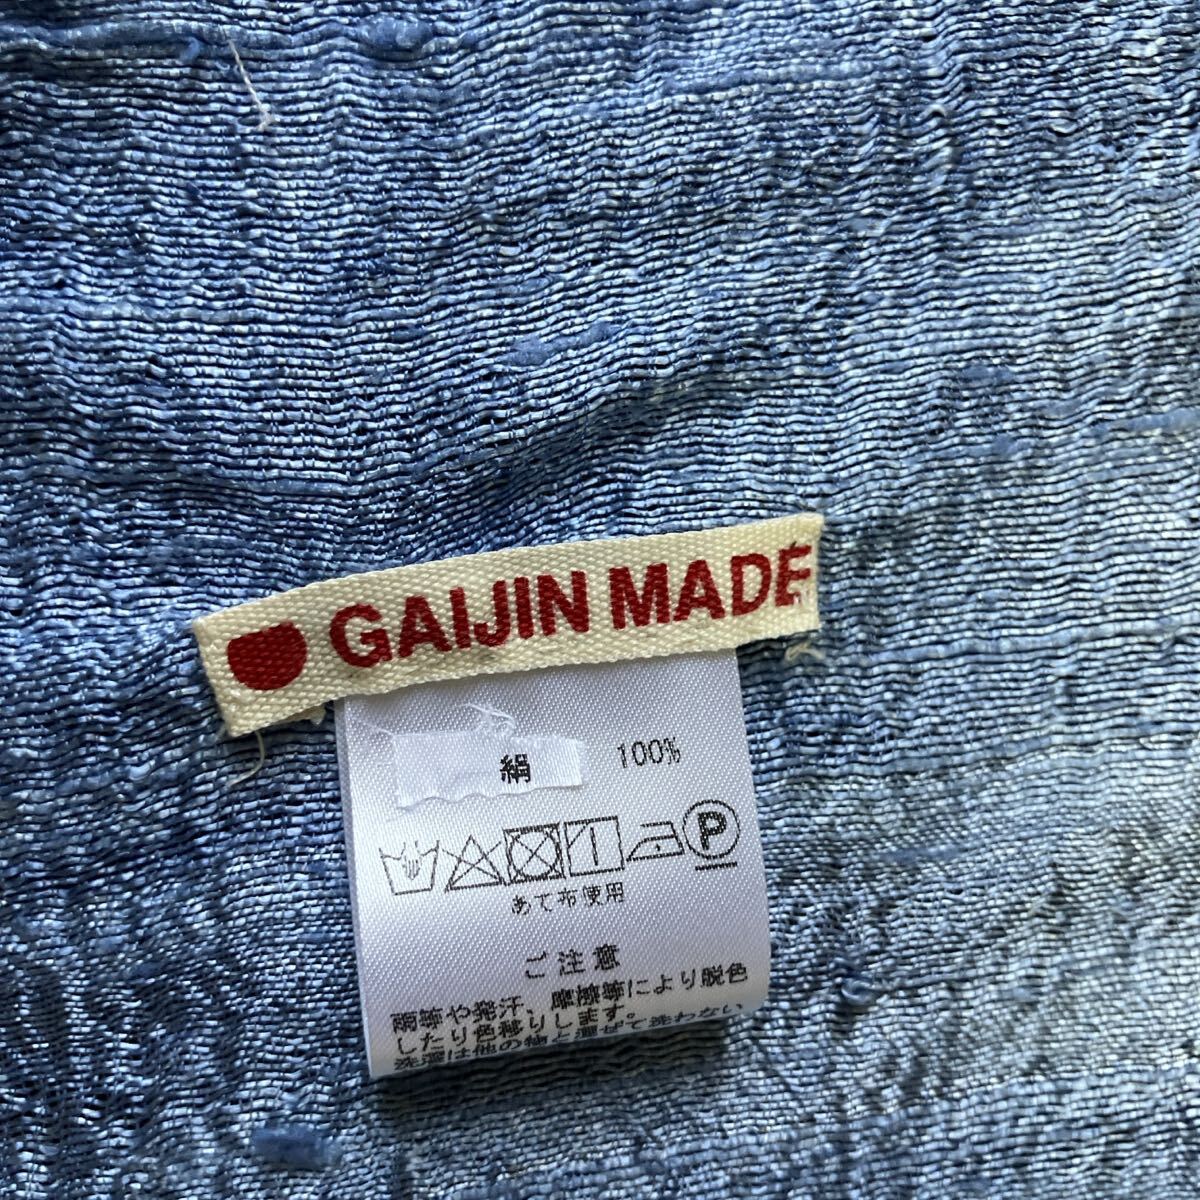 GAIJIN MADE
絹 100%
P
あて布使用
ご注意
雨等や発汗、摩擦等により脱色
したり色移りします。
洗濯は他の物と混ぜて洗わない